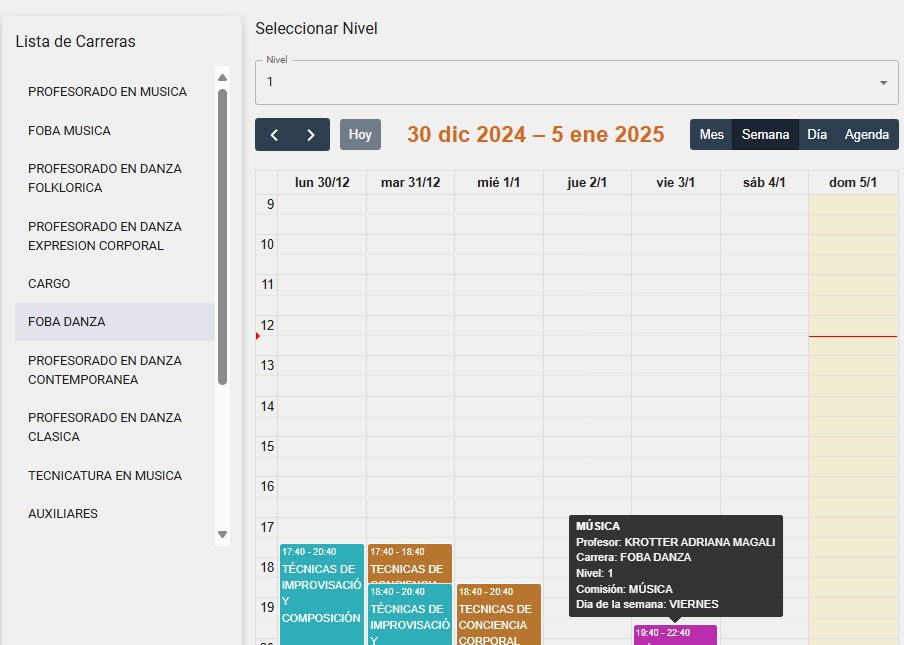 Lista de Carreras
PROFESORADO EN MUSICA
FOBA MUSICA
PROFESORADO EN DANZA
FOLKLORICA
PROFESORADO EN DANZA
EXPRESION CORPORAL
CARGO
FOBA DANZA
PROFESORADO EN DANZA
CONTEMPORANEA
PROFESORADO EN DANZA
CLASICA
TECNICATURA EN MUSICA
AUXILIARES
Seleccionar Nivel
Nivel
1
Hoy
30 dic 2024 – 5 ene 2025
Mes Semana Día Agenda
lun 30/12 mar 31/12 mié 1/1 jue 2/1 vie 3/1 sáb 4/1 dom 5/1
9
10
11
12
13
14
15
16
17
18
19
17:40 - 20:40
TÉCNICAS DE
IMPROVISACIÓ
Y
COMPOSICIÓN
17:40 - 18:40
TECNICAS DE
CONCIENCIA
18:40 - 20:40
TÉCNICAS DE
IMPROVISACIÓ
Y
18:40 - 20:40
TECNICAS DE
CONCIENCIA
CORPORAL
MÚSICA
Profesor: KROTTER ADRIANA MAGALI
Carrera: FOBA DANZA
Nivel: 1
Comisión: MÚSICA
Dia de la semana: VIERNES
19:40 - 22:40